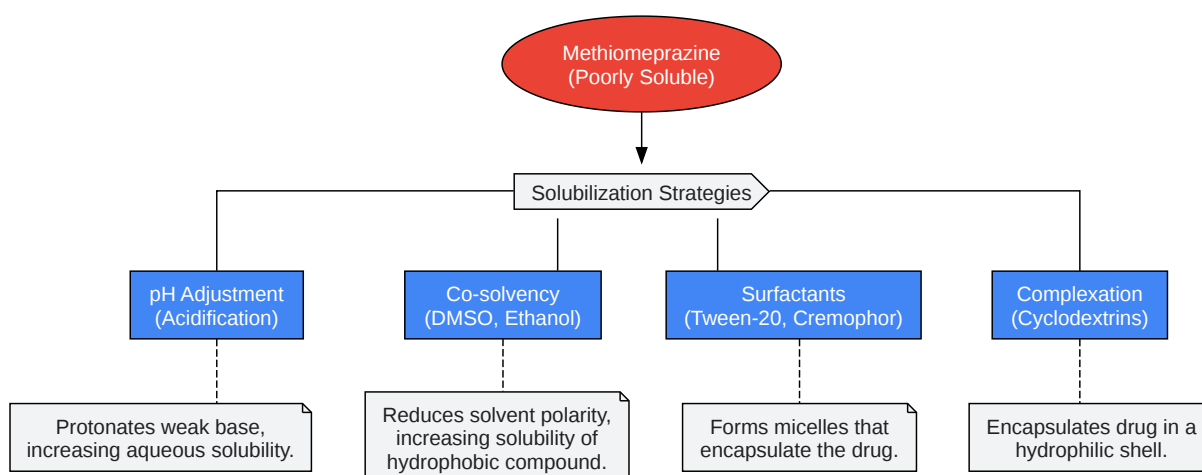 Methiomeprazine
(Poorly Soluble)
Solubilization Strategies
pH Adjustment
(Acidification)
Co-solvency
(DMSO, Ethanol)
Surfactants
(Tween-20, Cremophor)
Complexation
(Cyclodextrins)
Protonates weak base,
increasing aqueous solubility.
Reduces solvent polarity,
increasing solubility of
hydrophobic compound.
Forms micelles that
encapsulate the drug.
Encapsulates drug in a
hydrophilic shell.